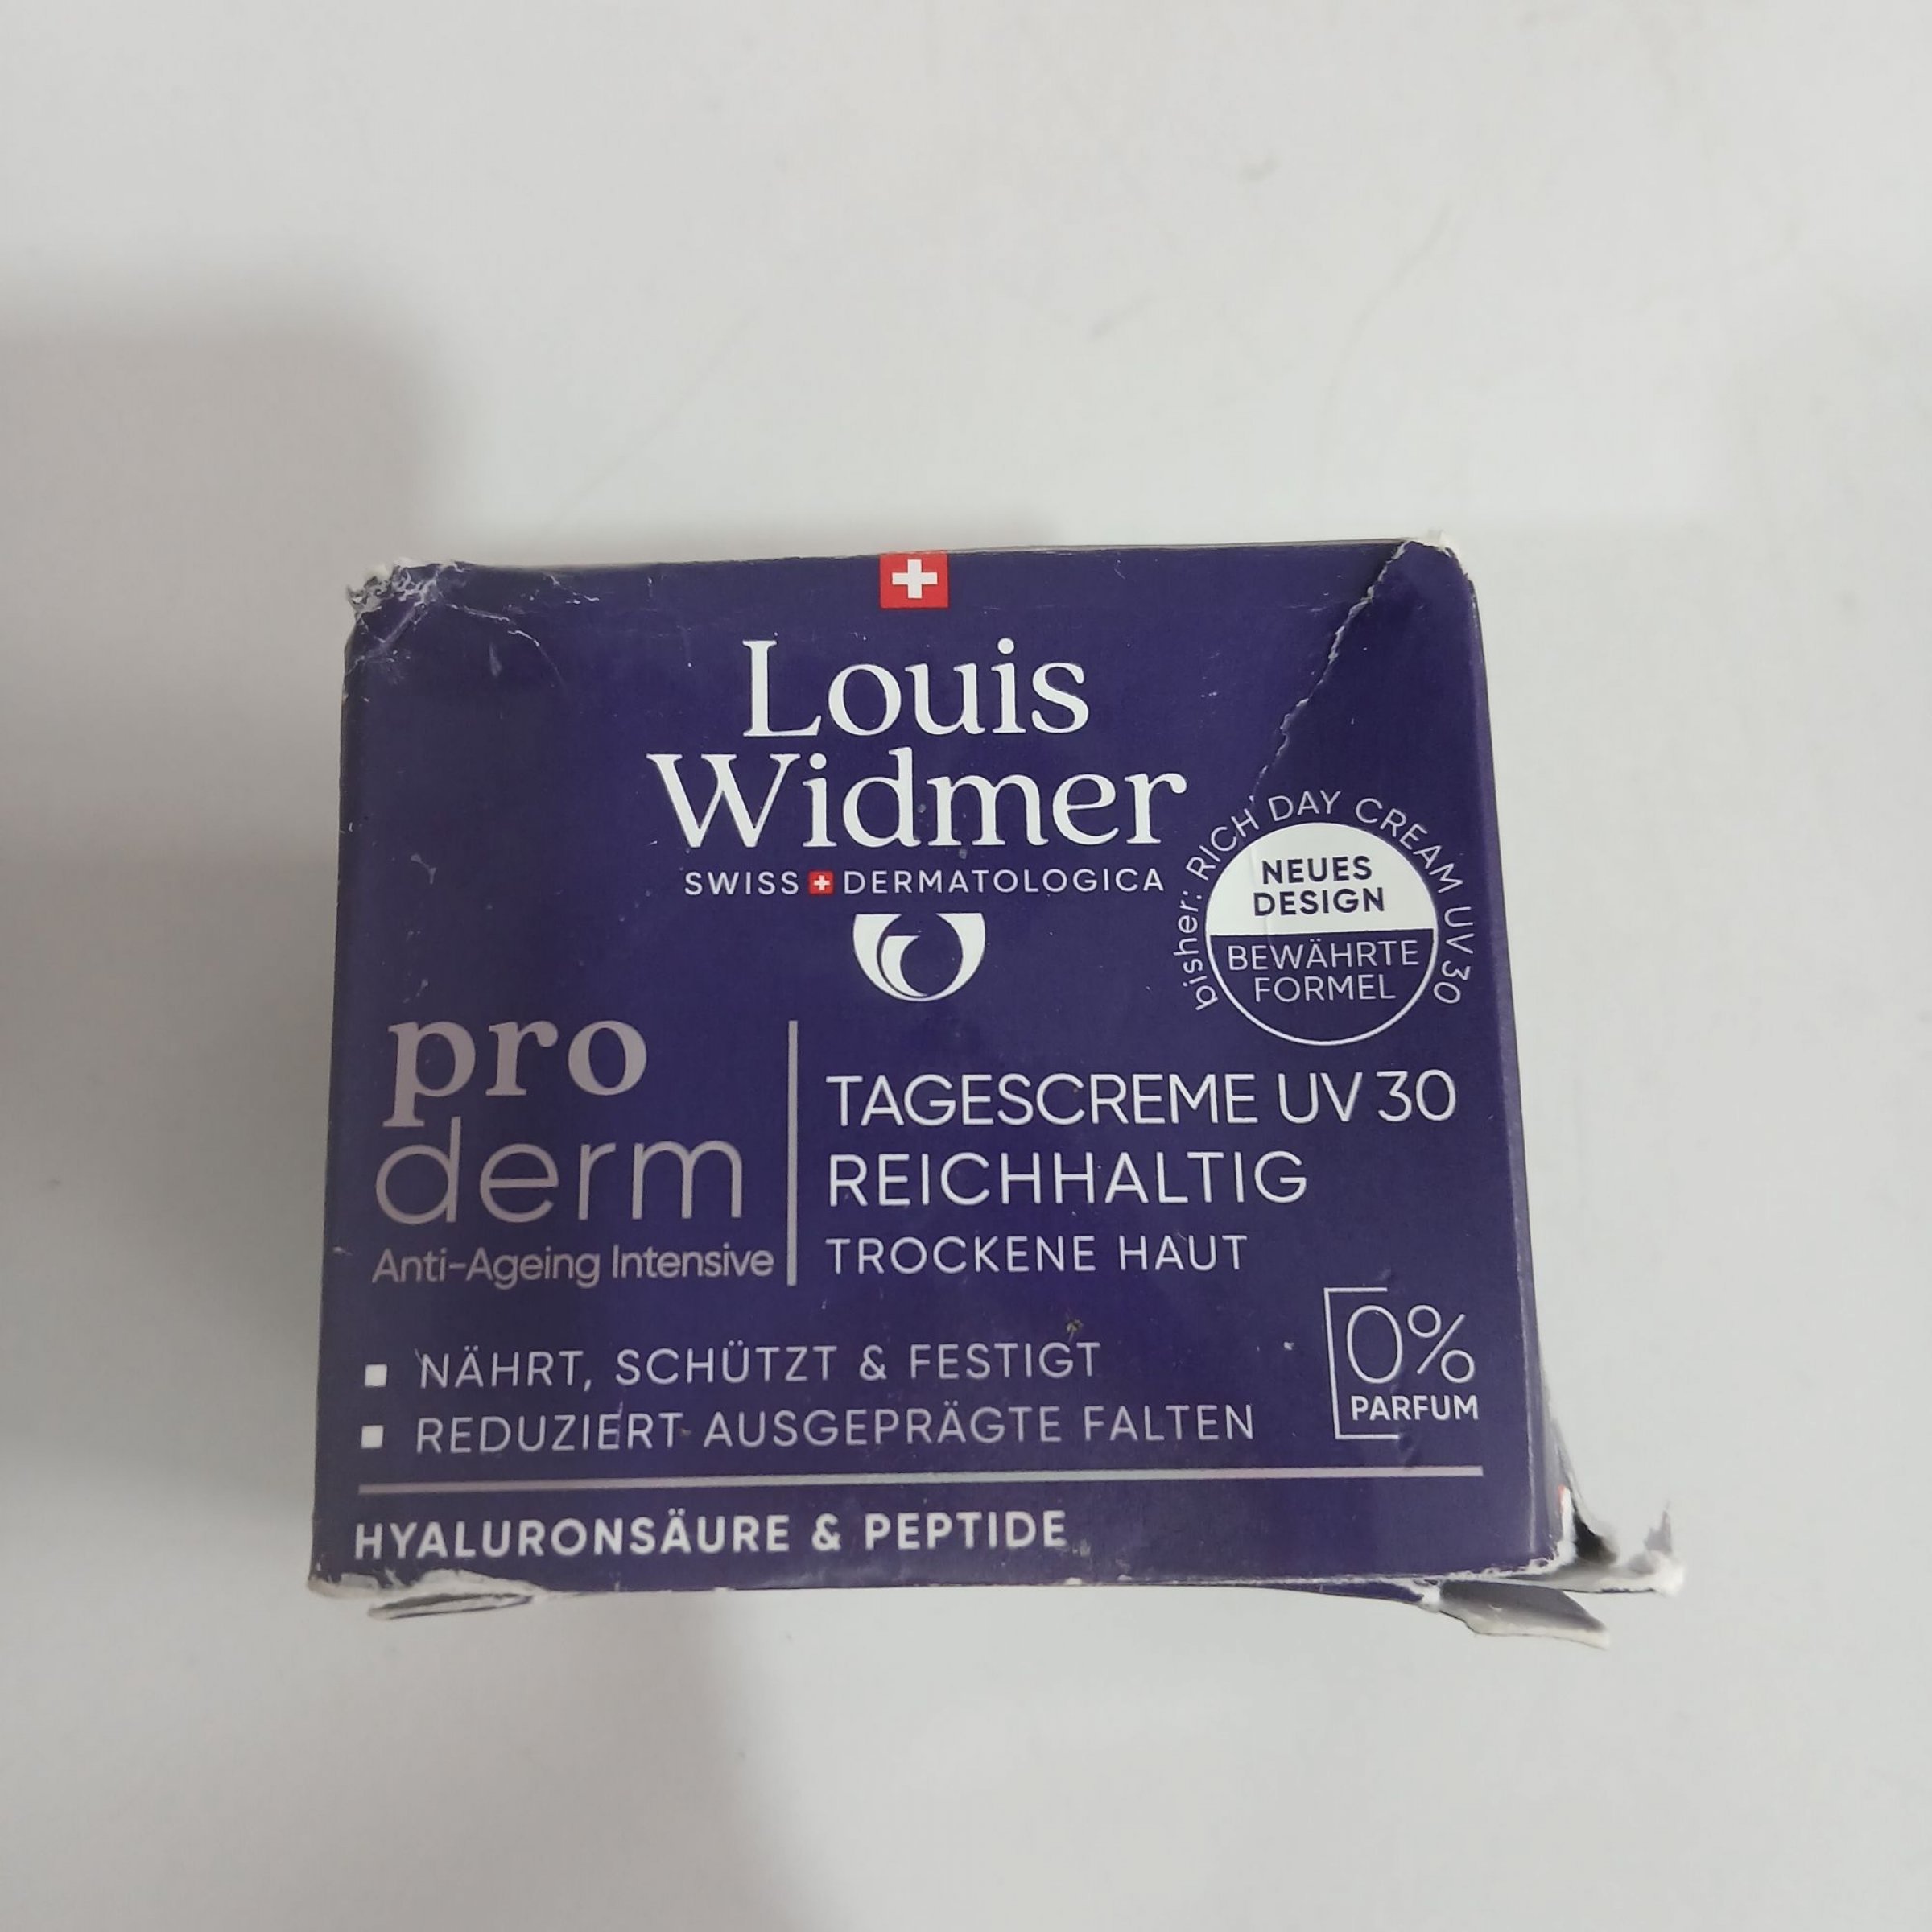 Louis
Widmer
SWISS DERMATOLOGICA
bisher: RICH DAY CREAM UV 30
NEUES
DESIGN
BEWÄHRTE
FORMEL
pro
derm
Anti-Ageing Intensive
TAGESCREME UV 30
REICHHALTIG
TROCKENE HAUT
NÄHRT, SCHÜTZT & FESTIGT
REDUZIERT AUSGEPRÄGTE FALTEN
0%
PARFUM
HYALURONSÄURE & PEPTIDE